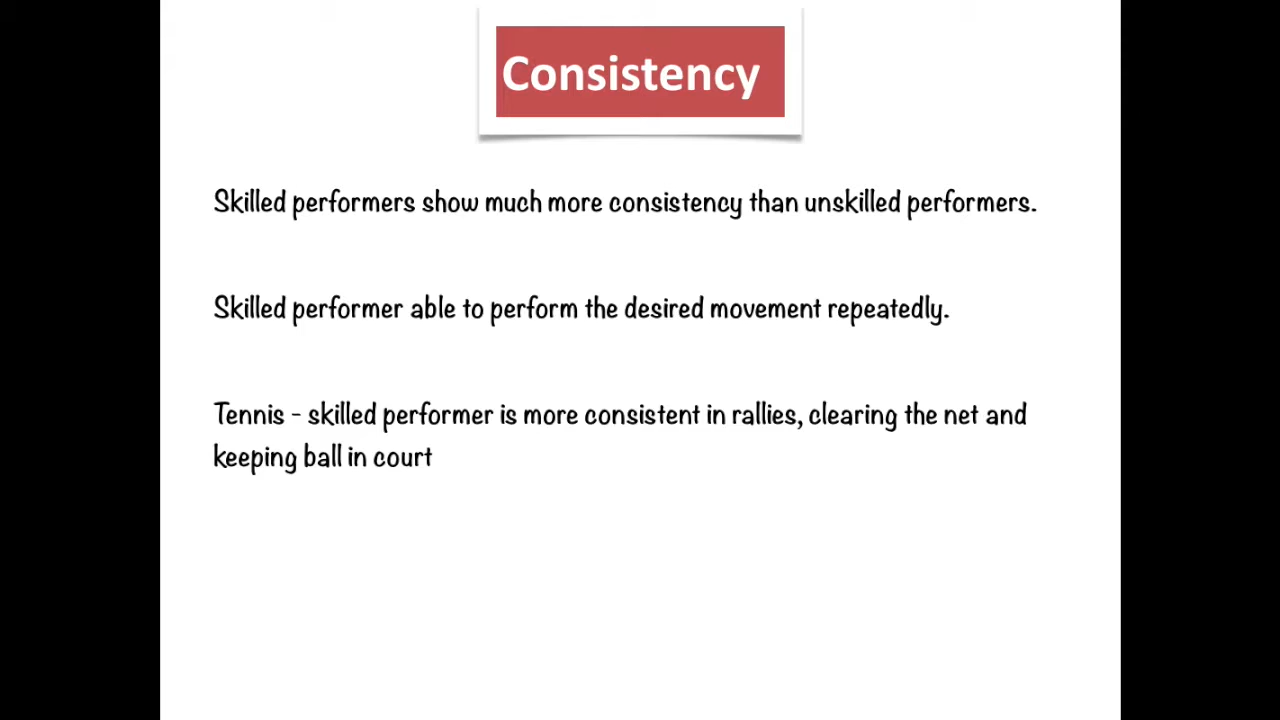 Consistency
Skilled performers show much more consistency than unskilled performers.
Skilled performer able to perform the desired movement repeatedly.
Tennis - skilled performer is more consistent in rallies, clearing the net and
keeping ball in court